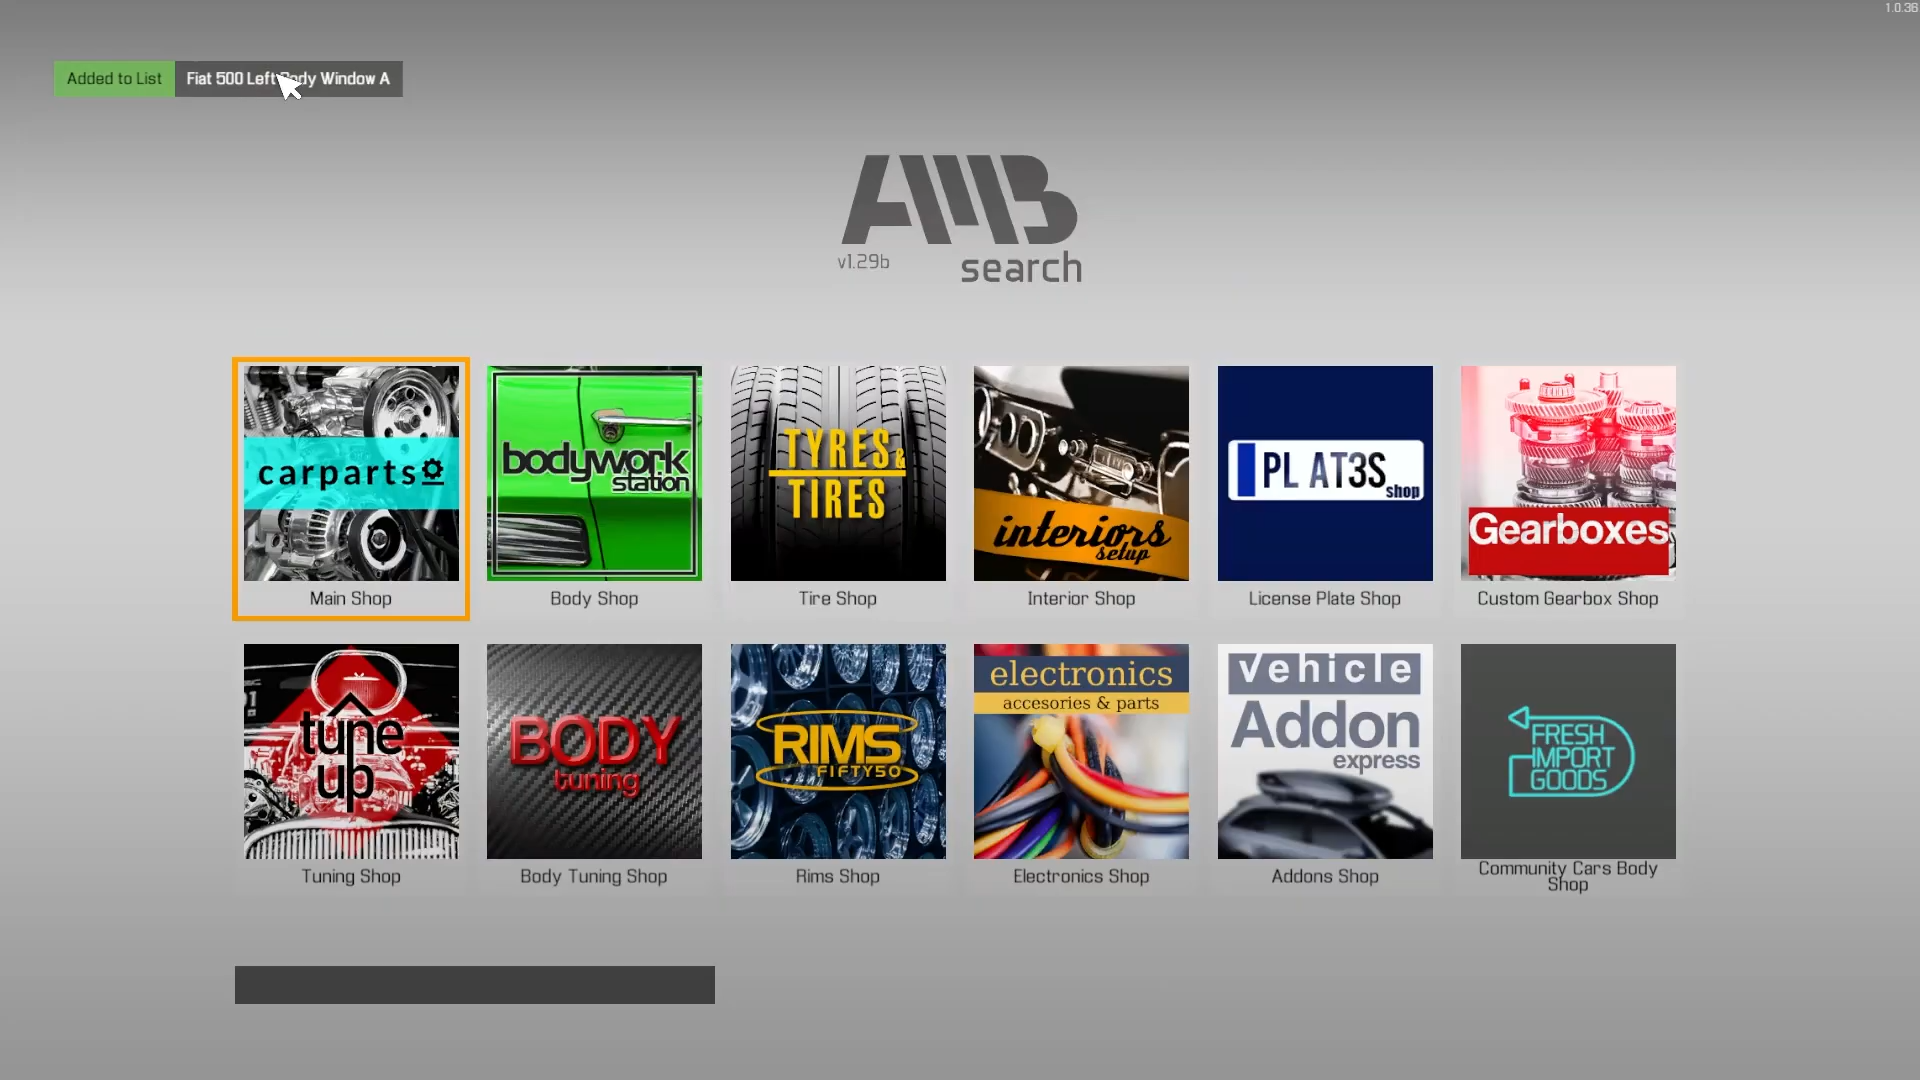 1.0.36
Added to List
Fiat 500 Left Body Window A
AMB
v1.29b
search
carparts
bodywork
station
TYRES &
TIRES
interiors
setup
PL AT3S
shop
Gearboxes
Main Shop
Body Shop
Tire Shop
Interior Shop
License Plate Shop
Custom Gearbox Shop
tune
up
BODY
tuning
RIMS
FIFTY50
electronics
accesories & parts
vehicle
Addon
express
FRESH
IMPORT
GOODS
Tuning Shop
Body Tuning Shop
Rims Shop
Electronics Shop
Addons Shop
Community Cars Body
Shop